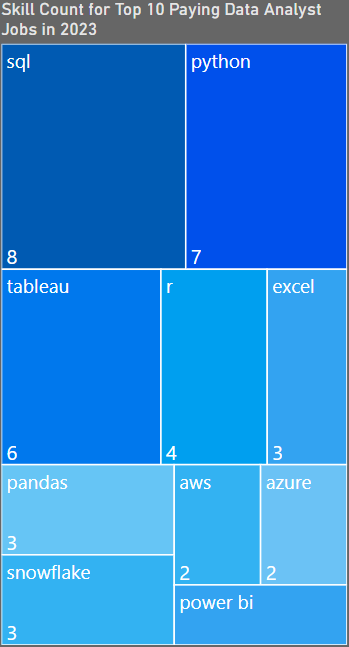 Skill Count for Top 10 Paying Data Analyst
Jobs in 2023
sql
8
python
7
tableau
6
r
4
excel
3
pandas
3
snowflake
3
aws
2
azure
2
power bi